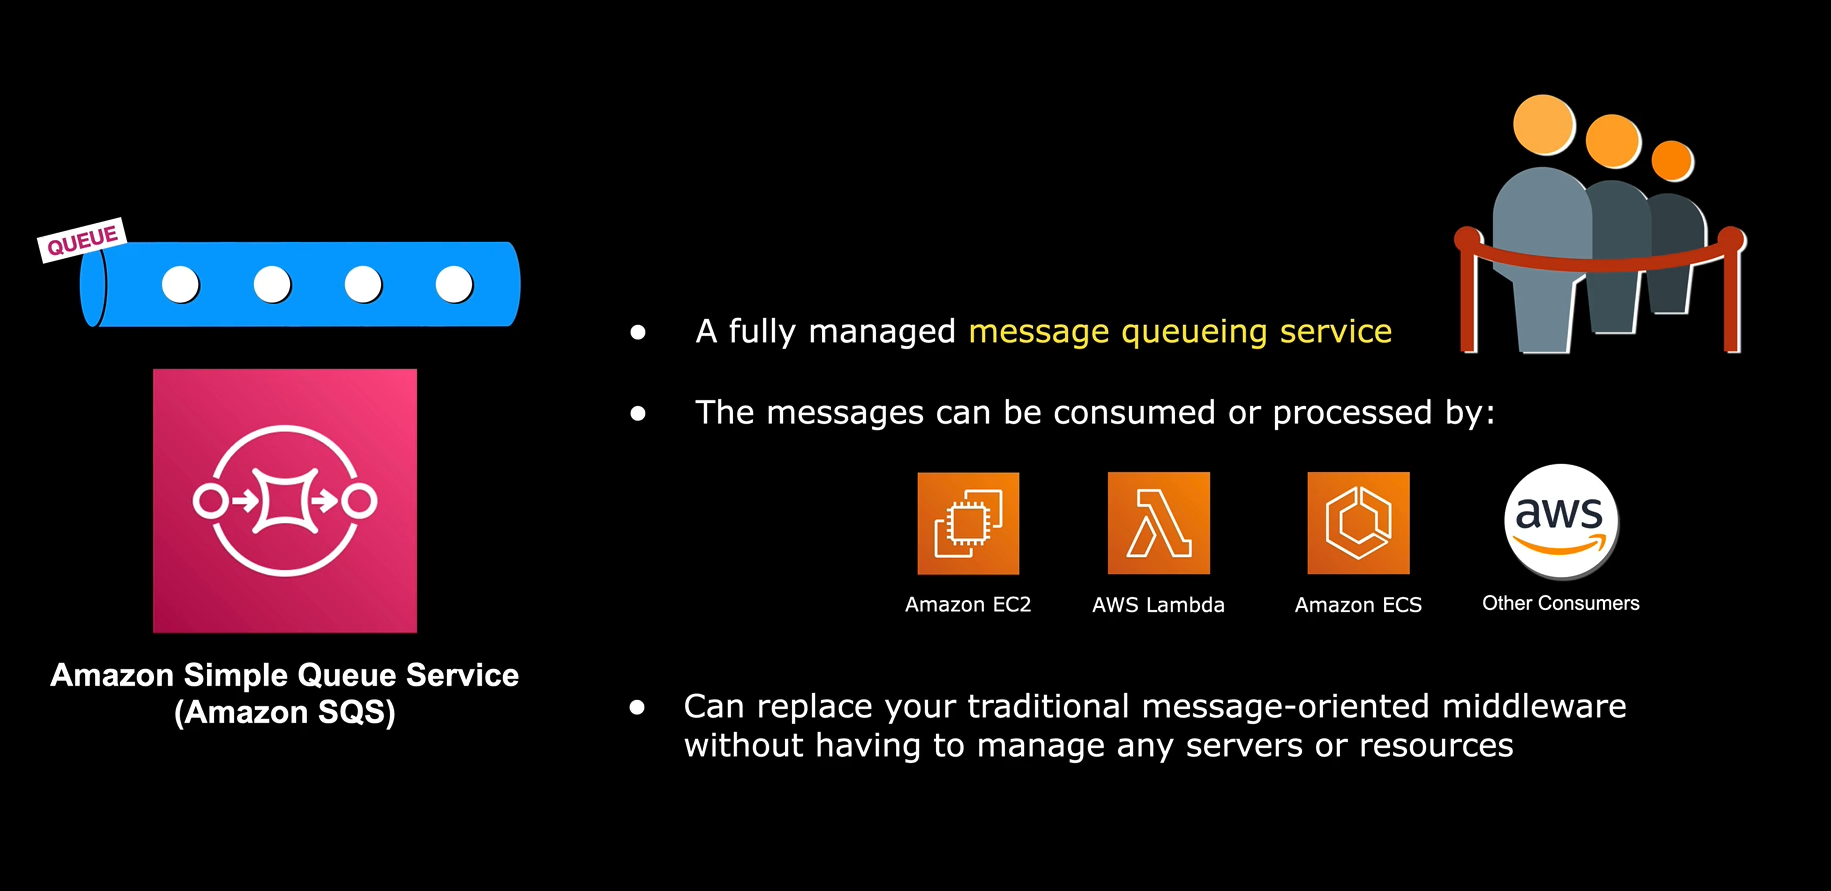 QUEUE
Amazon Simple Queue Service
(Amazon SQS)
● A fully managed message queueing service
● The messages can be consumed or processed by:
aws
Amazon EC2
AWS Lambda
Amazon ECS
Other Consumers
● Can replace your traditional message-oriented middleware
without having to manage any servers or resources